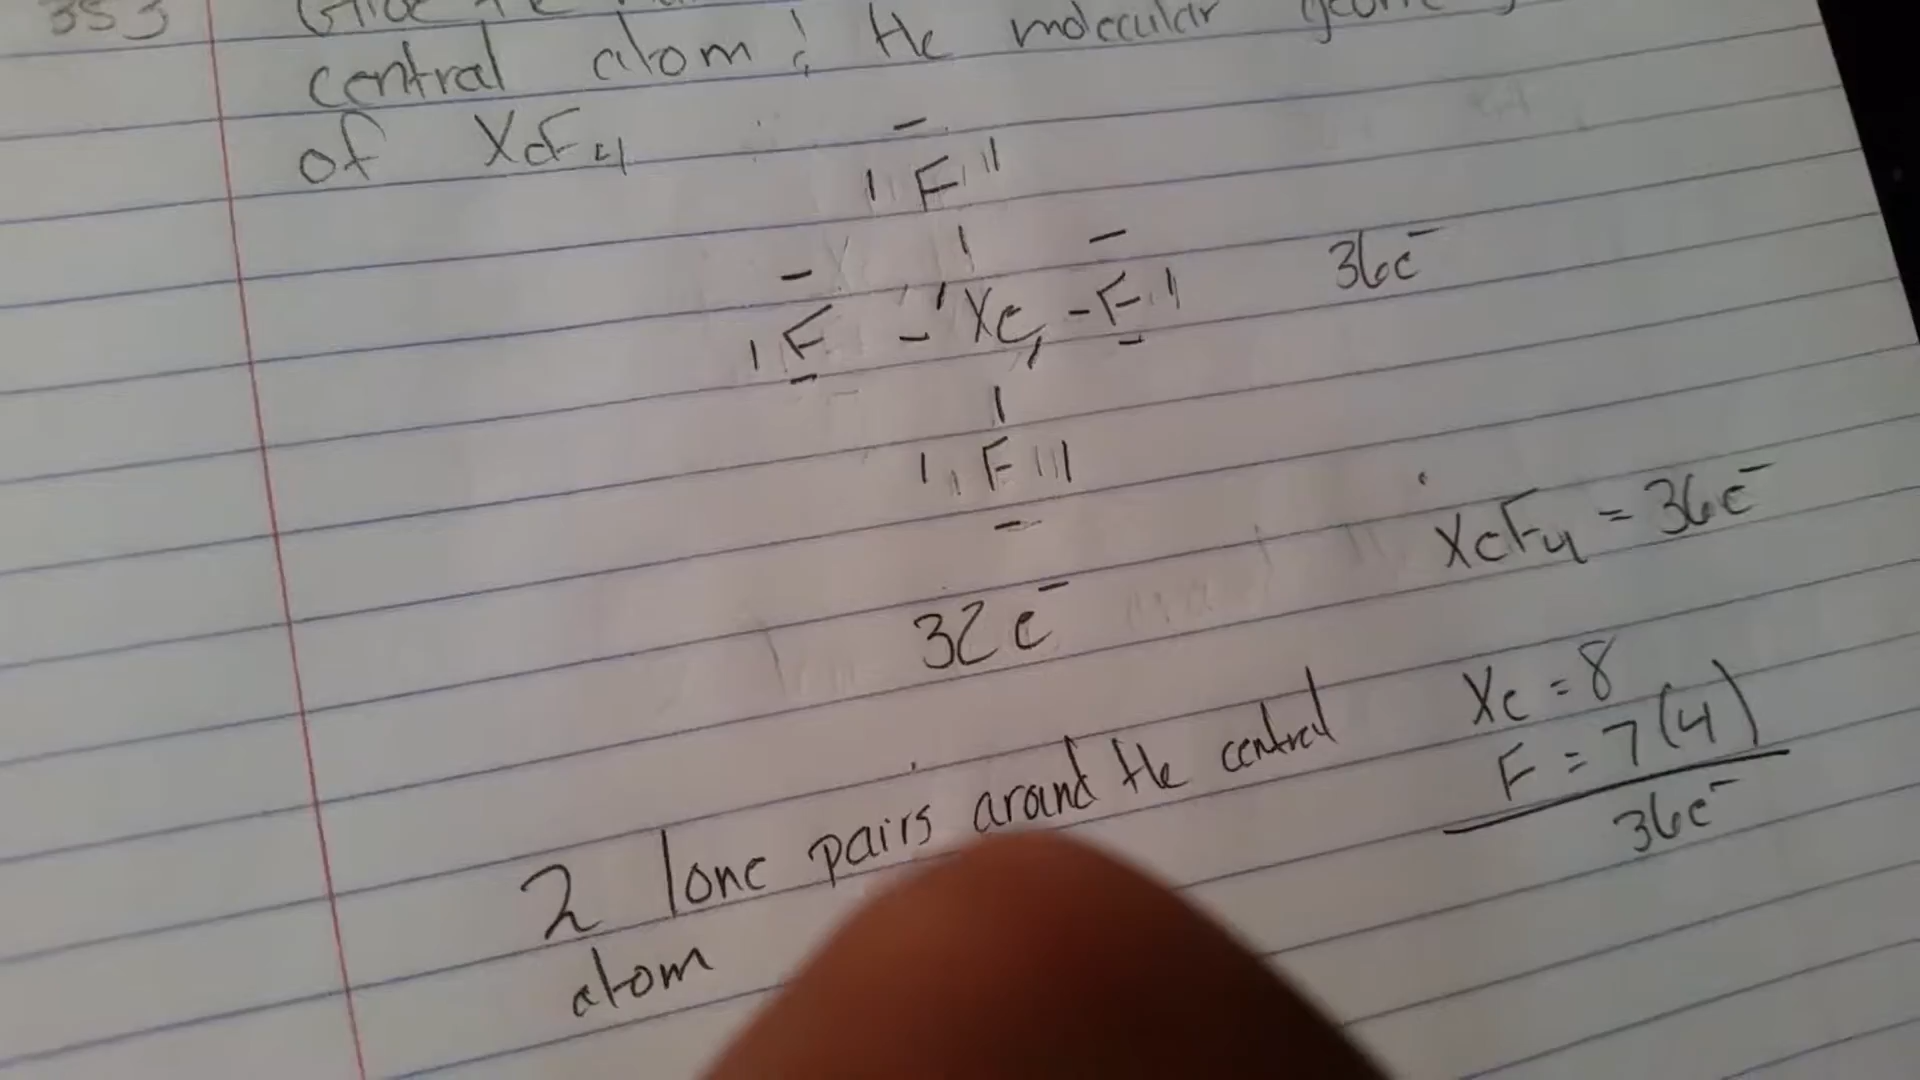 353
central atom & the molecular
of XeF4
F
F - Xe - F
36e-
F
32e-
XeF4 = 36e-
Xe = 8
F = 7(4)
36e-
2 lone pairs around the central
atom